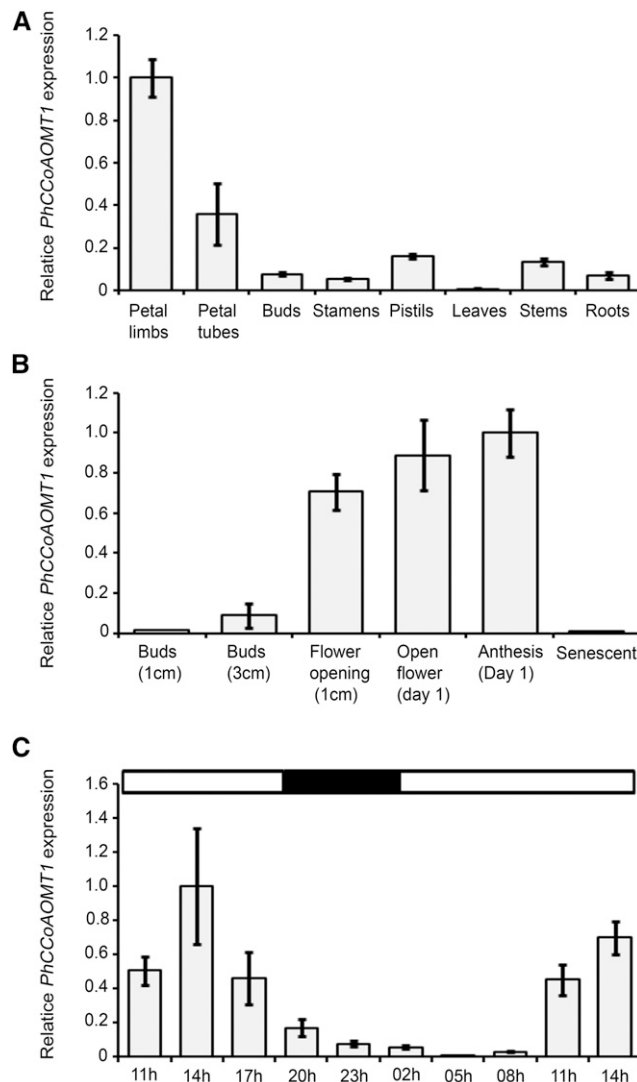 A
Relatice PhCCoAOMT1 expression
1.2
1.0
0.8
0.6
0.4
0.2
0
Petal limbs
Petal tubes
Buds
Stamens
Pistils
Leaves
Stems
Roots
B
Relatice PhCCoAOMT1 expression
1.2
1.0
0.8
0.6
0.4
0.2
0
Buds (1cm)
Buds (3cm)
Flower opening (1cm)
Open flower (day 1)
Anthesis (Day 1)
Senescent
C
Relatice PhCCoAOMT1 expression
1.6
1.4
1.2
1.0
0.8
0.6
0.4
0.2
0
11h
14h
17h
20h
23h
02h
05h
08h
11h
14h